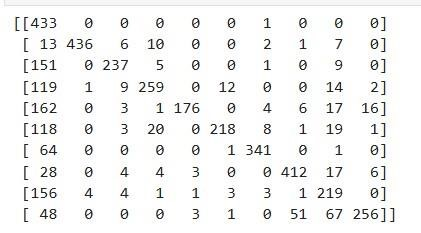 [[433 0 0 0 0 0 1 0 0 0]
[ 13 436 6 10 0 0 2 1 7 0]
[151 0 237 5 0 0 1 0 9 0]
[119 1 9 259 0 12 0 0 14 2]
[162 0 3 1 176 0 4 6 17 16]
[118 0 3 20 0 218 8 1 19 1]
[ 64 0 0 0 0 1 341 0 1 0]
[ 28 0 4 4 3 0 0 412 17 6]
[156 4 4 1 1 3 3 1 219 0]
[ 48 0 0 0 3 1 0 51 67 256]]